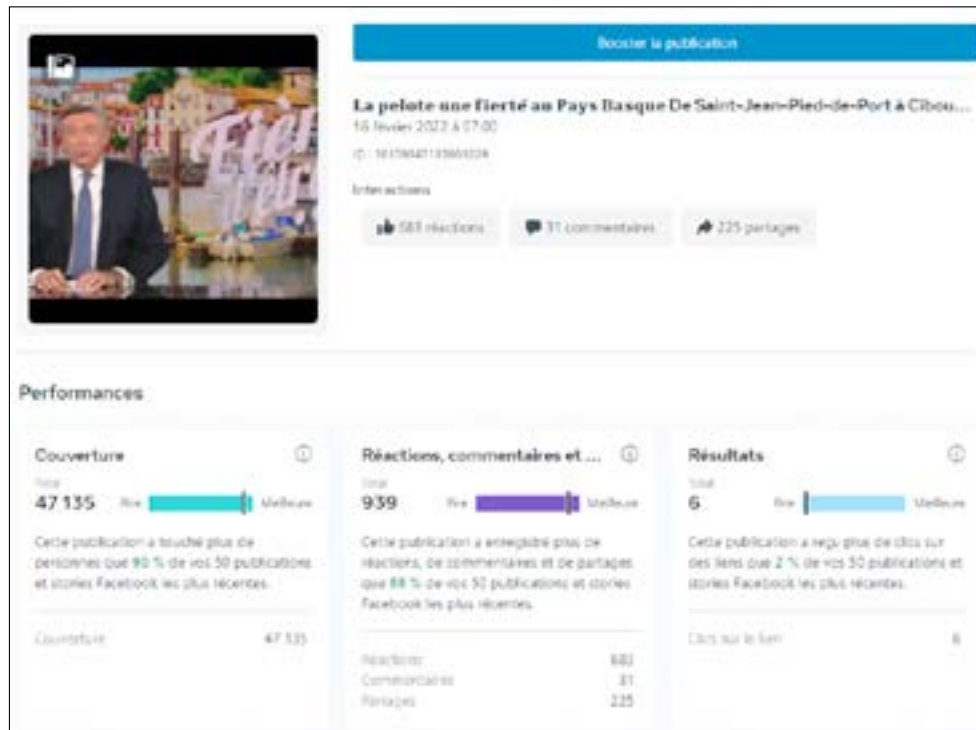 Booster la publication
La pelote une fierté au Pays Basque De Saint-Jean-Pied-de-Port à Cibou...
16 février 2022 à 07:00
ID :
Interactions
réactions
31 commentaires
225 partages
Performances
Couverture
Total
47 135 Pire Meilleure
Cette publication a touché plus de
personnes que 90 % de vos 50 publications
et stories Facebook les plus récentes.
Couverture 47 135
Réactions, commentaires et ...
Total
939 Pire Meilleure
Cette publication a enregistré plus de
réactions, de commentaires et de partages
que 88 % de vos 50 publications et stories
Facebook les plus récentes.
Réactions
Commentaires 31
Partages 225
Résultats
Total
6 Pire Meilleure
Cette publication a reçu plus de clics sur
des liens que 2 % de vos 50 publications et
stories Facebook les plus récentes.
Clics sur le lien 6